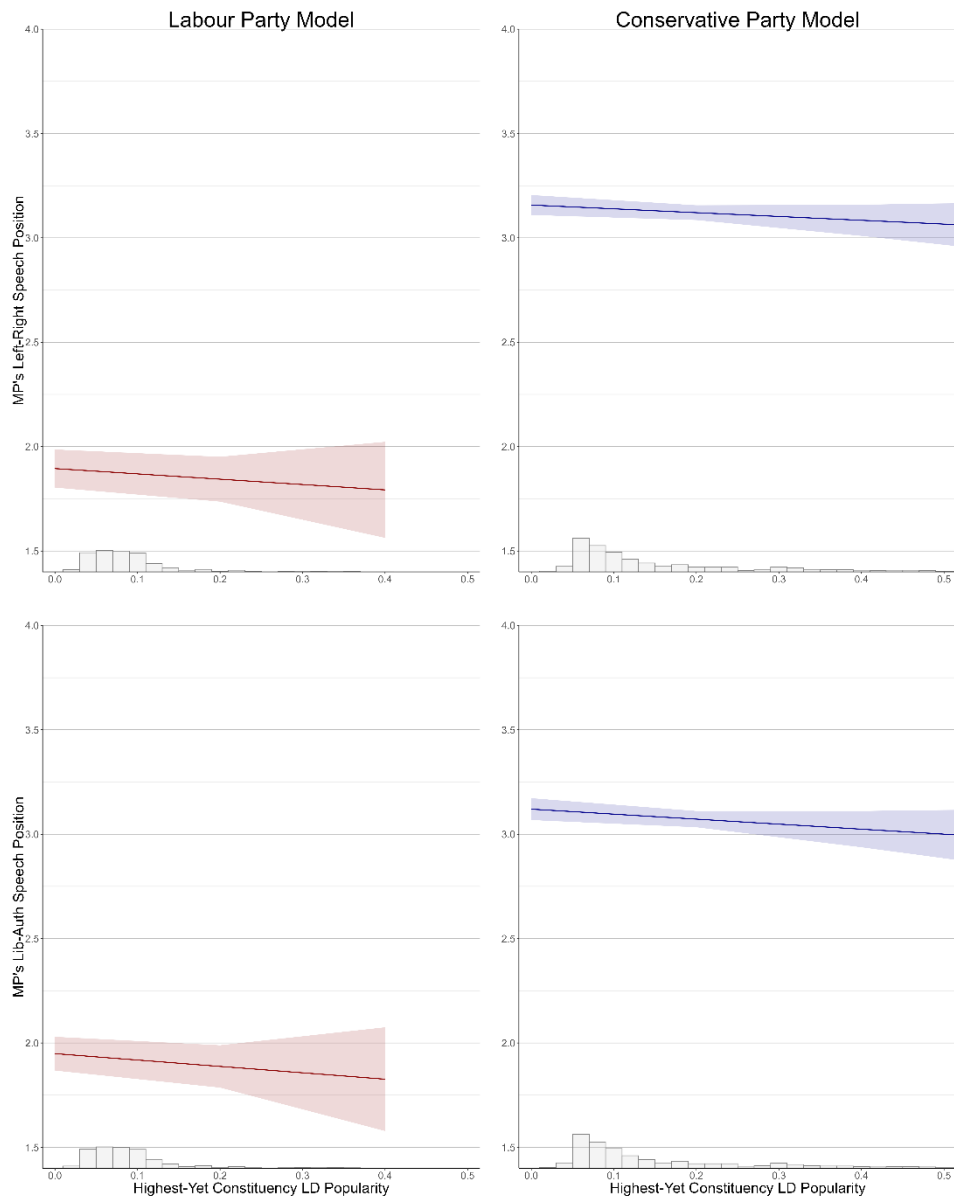 Labour Party Model
Conservative Party Model
MP's Left-Right Speech Position
4.0
3.5
3.0
2.5
2.0
1.5
0.0 0.1 0.2 0.3 0.4 0.5
4.0
3.5
3.0
2.5
2.0
1.5
0.0 0.1 0.2 0.3 0.4 0.5
MP's Lib-Auth Speech Position
4.0
3.5
3.0
2.5
2.0
1.5
0.0 0.1 0.2 0.3 0.4 0.5
Highest-Yet Constituency LD Popularity
4.0
3.5
3.0
2.5
2.0
1.5
0.0 0.1 0.2 0.3 0.4 0.5
Highest-Yet Constituency LD Popularity